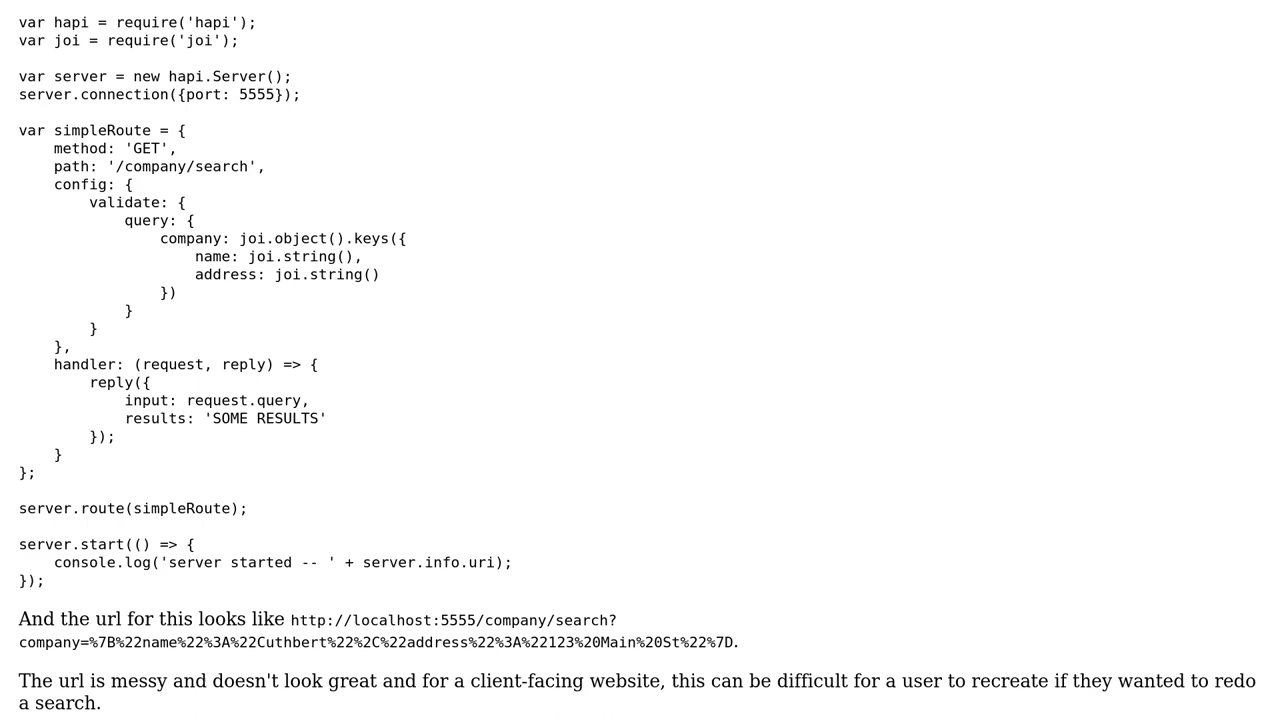 var hapi = require('hapi');
var joi = require('joi');

var server = new hapi.Server();
server.connection({port: 5555});

var simpleRoute = {
    method: 'GET',
    path: '/company/search',
    config: {
        validate: {
            query: {
                company: joi.object().keys({
                    name: joi.string(),
                    address: joi.string()
                })
            }
        }
    },
    handler: (request, reply) => {
        reply({
            input: request.query,
            results: 'SOME RESULTS'
        });
    }
};

server.route(simpleRoute);

server.start(() => {
    console.log('server started -- ' + server.info.uri);
});

And the url for this looks like http://localhost:5555/company/search?
company=%7B%22name%22%3A%22Cuthbert%22%2C%22address%22%3A%22123%20Main%20St%22%7D.

The url is messy and doesn't look great and for a client-facing website, this can be difficult for a user to recreate if they wanted to redo
a search.